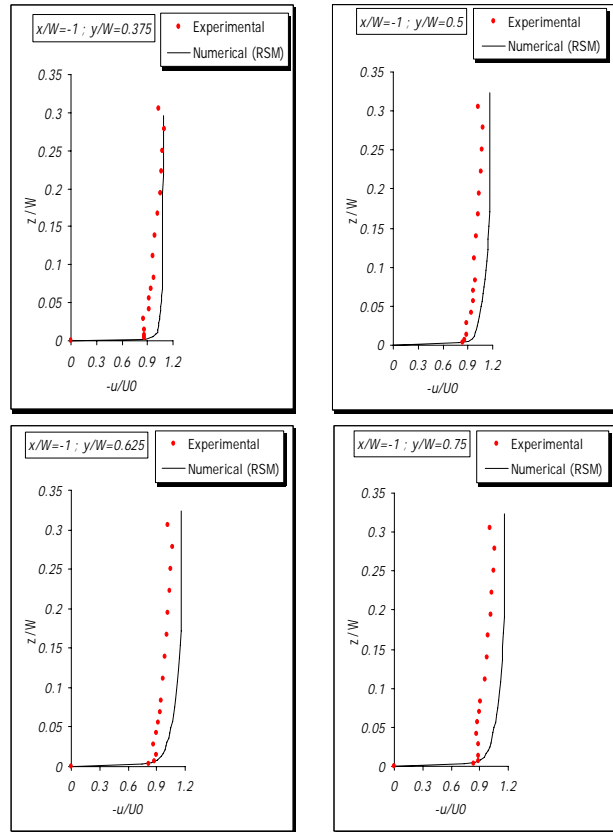 x/W=-1 ; y/W=0.375
Experimental
Numerical (RSM)
0.35
0.3
0.25
0.2
0.15
0.1
0.05
0
z/W
0 0.3 0.6 0.9 1.2
-u/U0
x/W=-1 ; y/W=0.5
Experimental
Numerical (RSM)
0.35
0.3
0.25
0.2
0.15
0.1
0.05
0
z/W
0 0.3 0.6 0.9 1.2
-u/U0
x/W=-1 ; y/W=0.625
Experimental
Numerical (RSM)
0.35
0.3
0.25
0.2
0.15
0.1
0.05
0
z/W
0 0.3 0.6 0.9 1.2
-u/U0
x/W=-1 ; y/W=0.75
Experimental
Numerical (RSM)
0.35
0.3
0.25
0.2
0.15
0.1
0.05
0
z/W
0 0.3 0.6 0.9 1.2
-u/U0